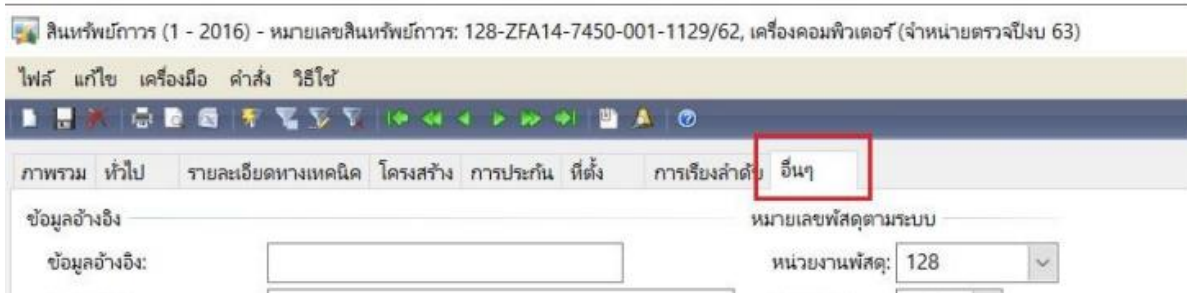 สินทรัพย์ถาวร (1 - 2016) - หมายเลขสินทรัพย์ถาวร: 128-ZFA14-7450-001-1129/62, เครื่องคอมพิวเตอร์ (จำหน่ายตรวจปีงบ 63)
ไฟล์ แก้ไข เครื่องมือ คำสั่ง วิธีใช้
ภาพรวม ทั่วไป รายละเอียดทางเทคนิค โครงสร้าง การประกัน ที่ตั้ง การเรียงลำดับ อื่นๆ
ข้อมูลอ้างอิง หมายเลขพัสดุตามระบบ
ข้อมูลอ้างอิง: หน่วยงานพัสดุ: 128